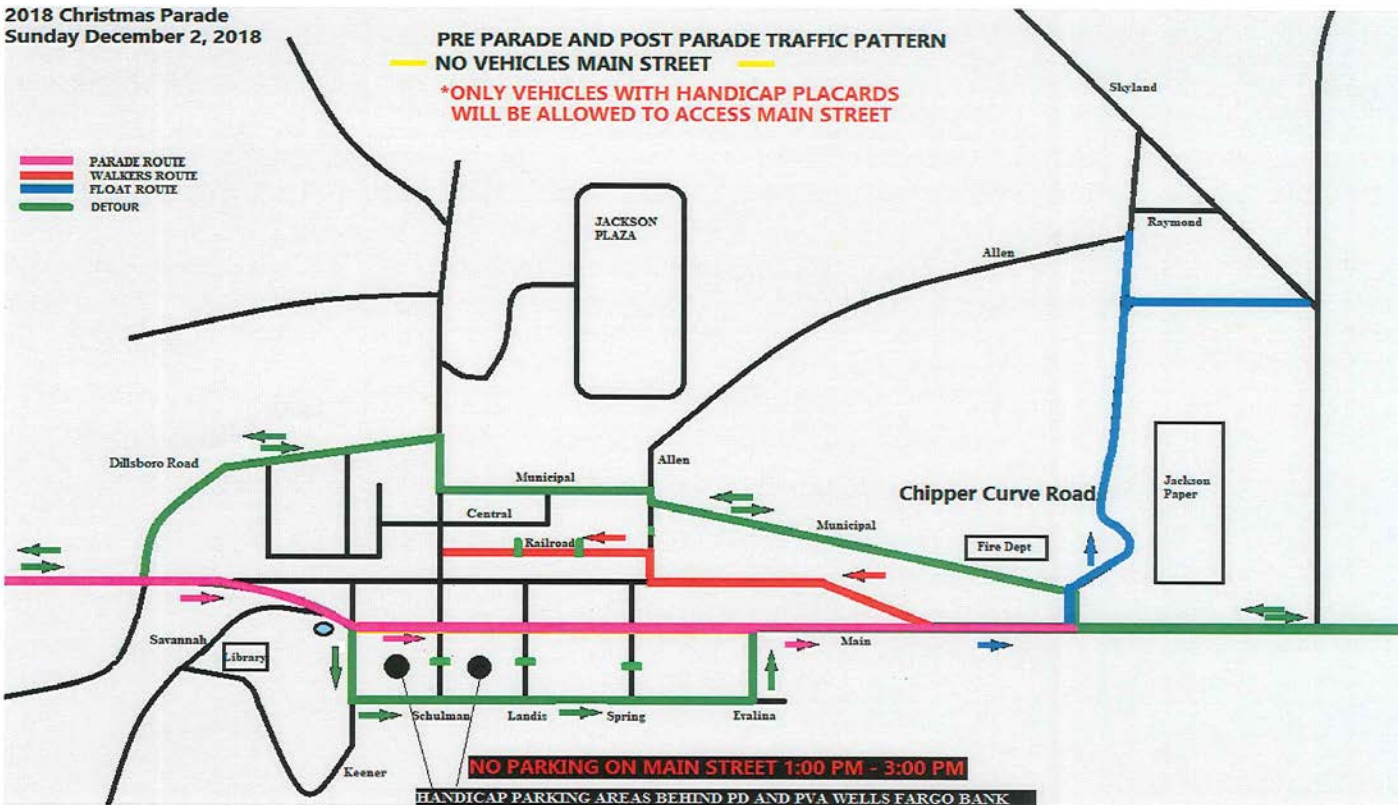 2018 Christmas Parade
Sunday December 2, 2018
PRE PARADE AND POST PARADE TRAFFIC PATTERN
NO VEHICLES MAIN STREET
*ONLY VEHICLES WITH HANDICAP PLACARDS
WILL BE ALLOWED TO ACCESS MAIN STREET
Skyland
PARADE ROUTE
WALKERS ROUTE
FLOAT ROUTE
DETOUR
JACKSON
PLAZA
Raymond
Allen
Dillsboro Road
Allen
Municipal
Chipper Curve Road
Jackson
Paper
Central
Municipal
Railroad
Fire Dept
Savannah
Library
Main
Schulman
Landis
Spring
Evalina
Keener
NO PARKING ON MAIN STREET 1:00 PM - 3:00 PM
HANDICAP PARKING AREAS BEHIND PD AND PVA WELLS FARGO BANK